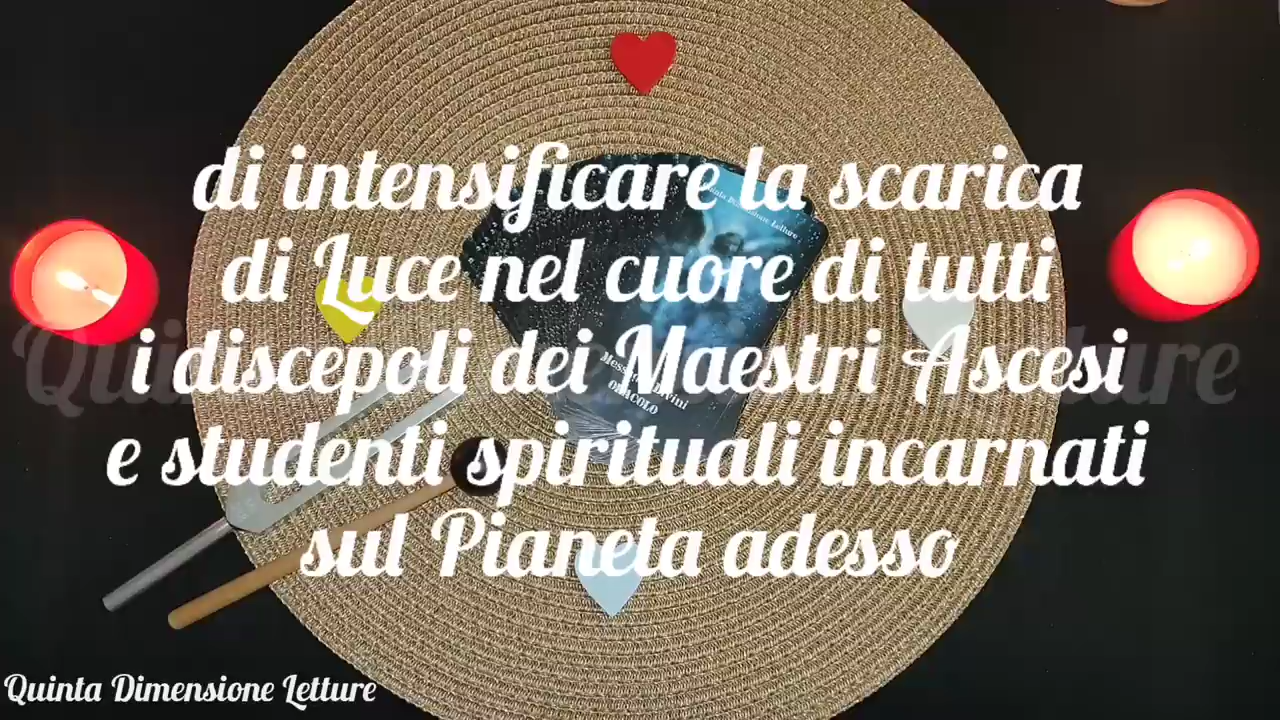 di intensificare la scarica
di Luce nel cuore di tutti
i discepoli dei Maestri Ascesi
e studenti spirituali incarnati
sul Pianeta adesso
Quinta Dimensione Letture